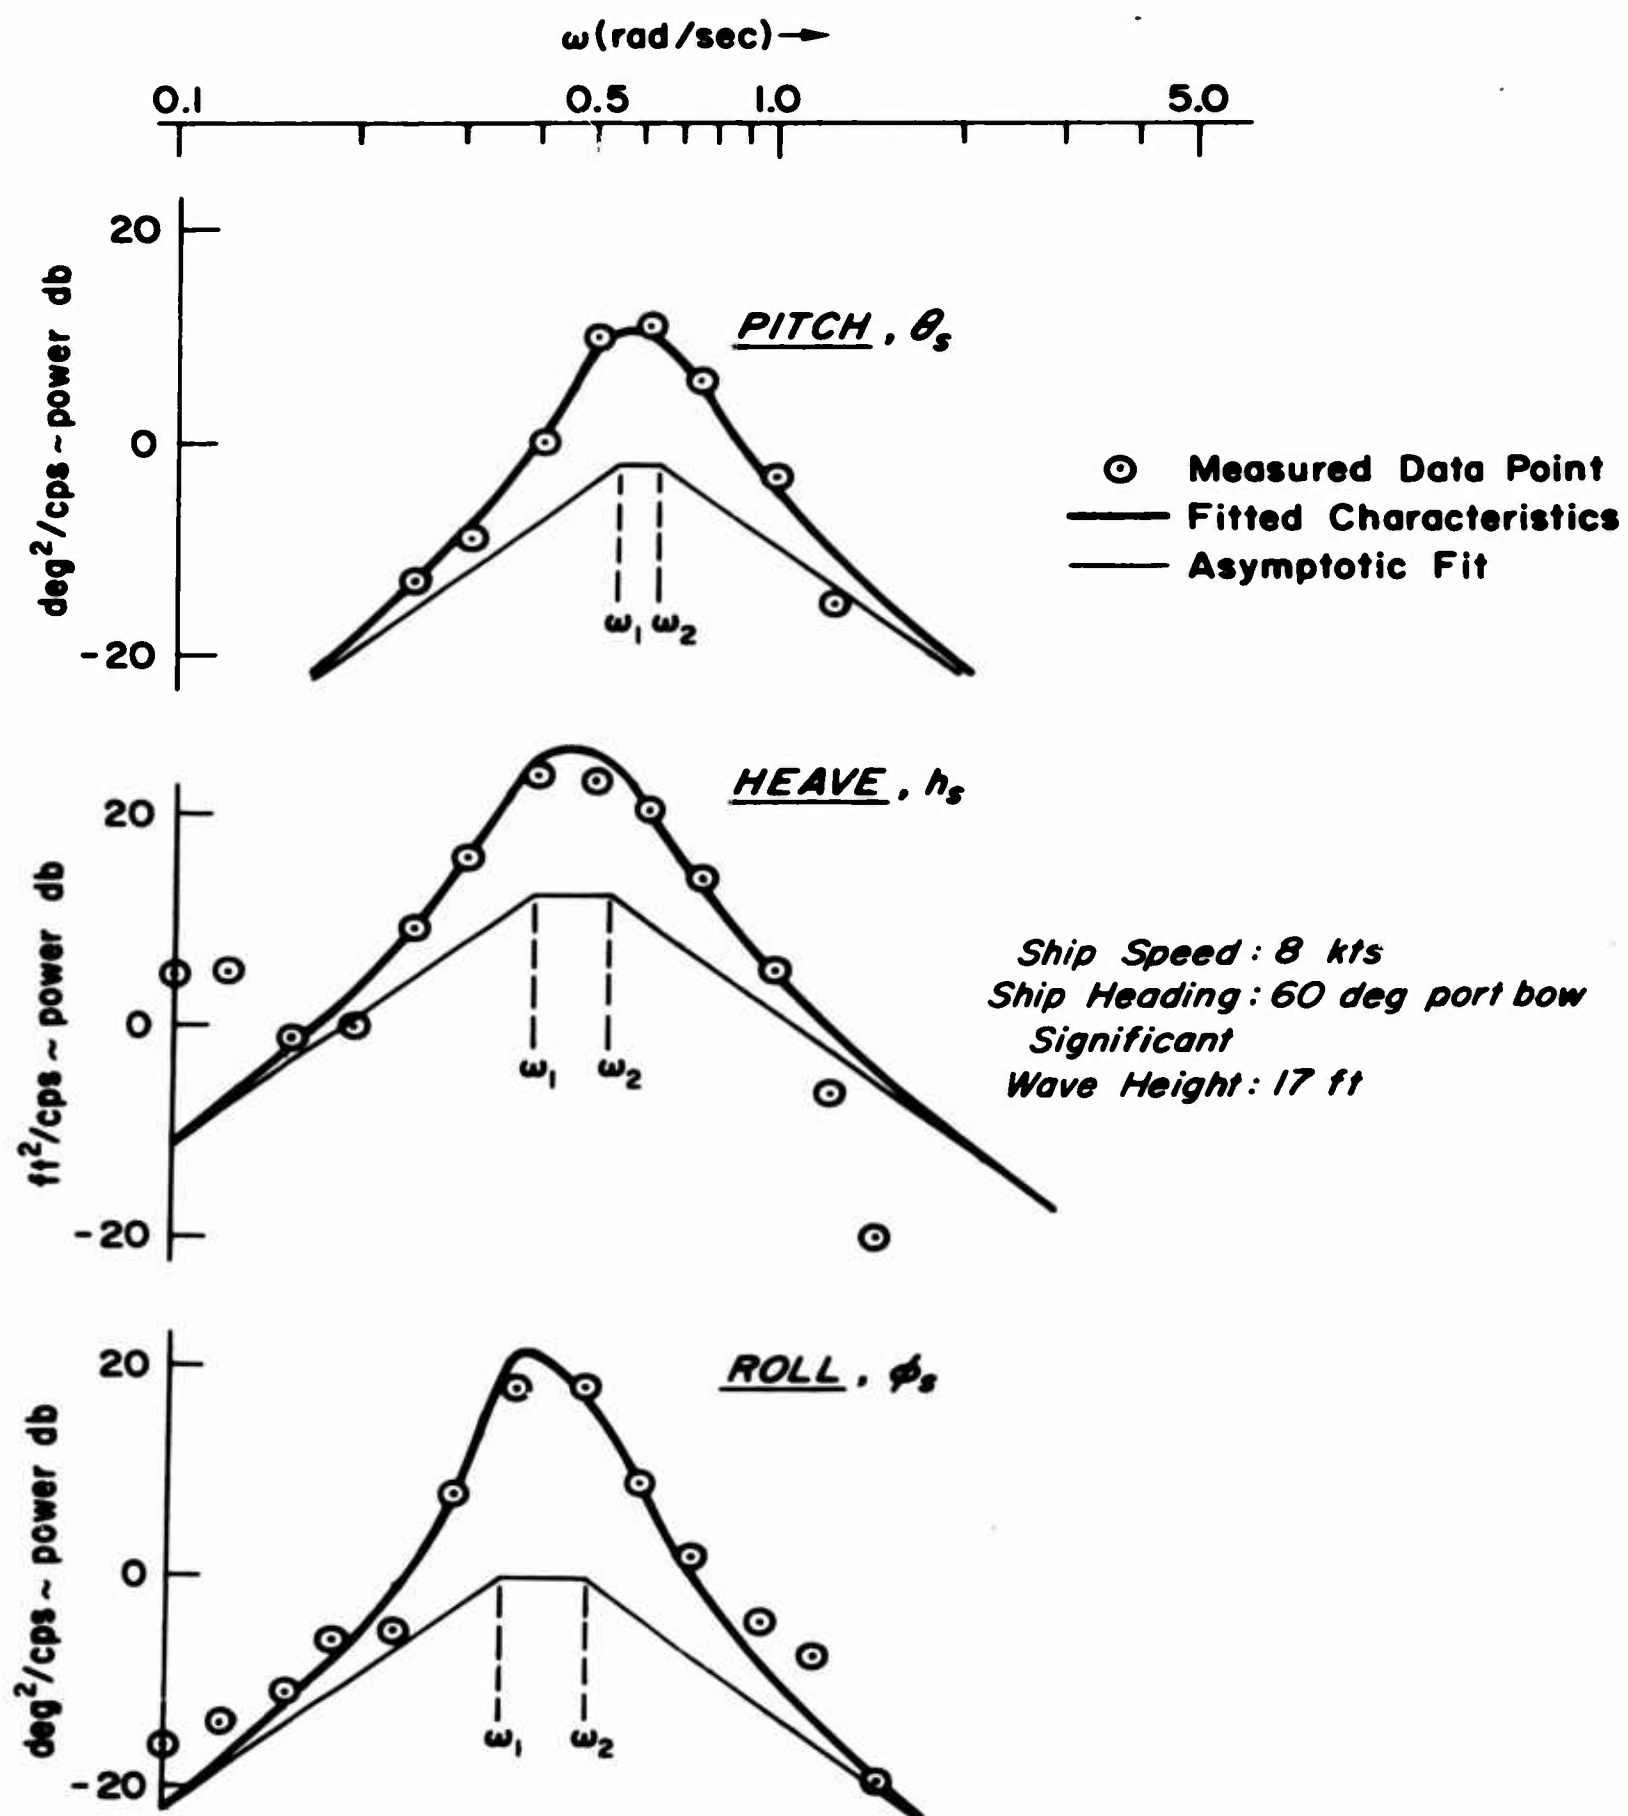 ω(rad/sec)→
0.1 0.5 1.0 5.0
deg²/cps ~ power db
20
0
-20
PITCH, θs
ω1 ω2
Measured Data Point
Fitted Characteristics
Asymptotic Fit
ft²/cps ~ power db
20
0
-20
HEAVE, hs
ω1 ω2
Ship Speed: 8 kts
Ship Heading: 60 deg port bow
Significant
Wave Height: 17 ft
deg²/cps ~ power db
20
0
-20
ROLL, ϕs
ω1 ω2